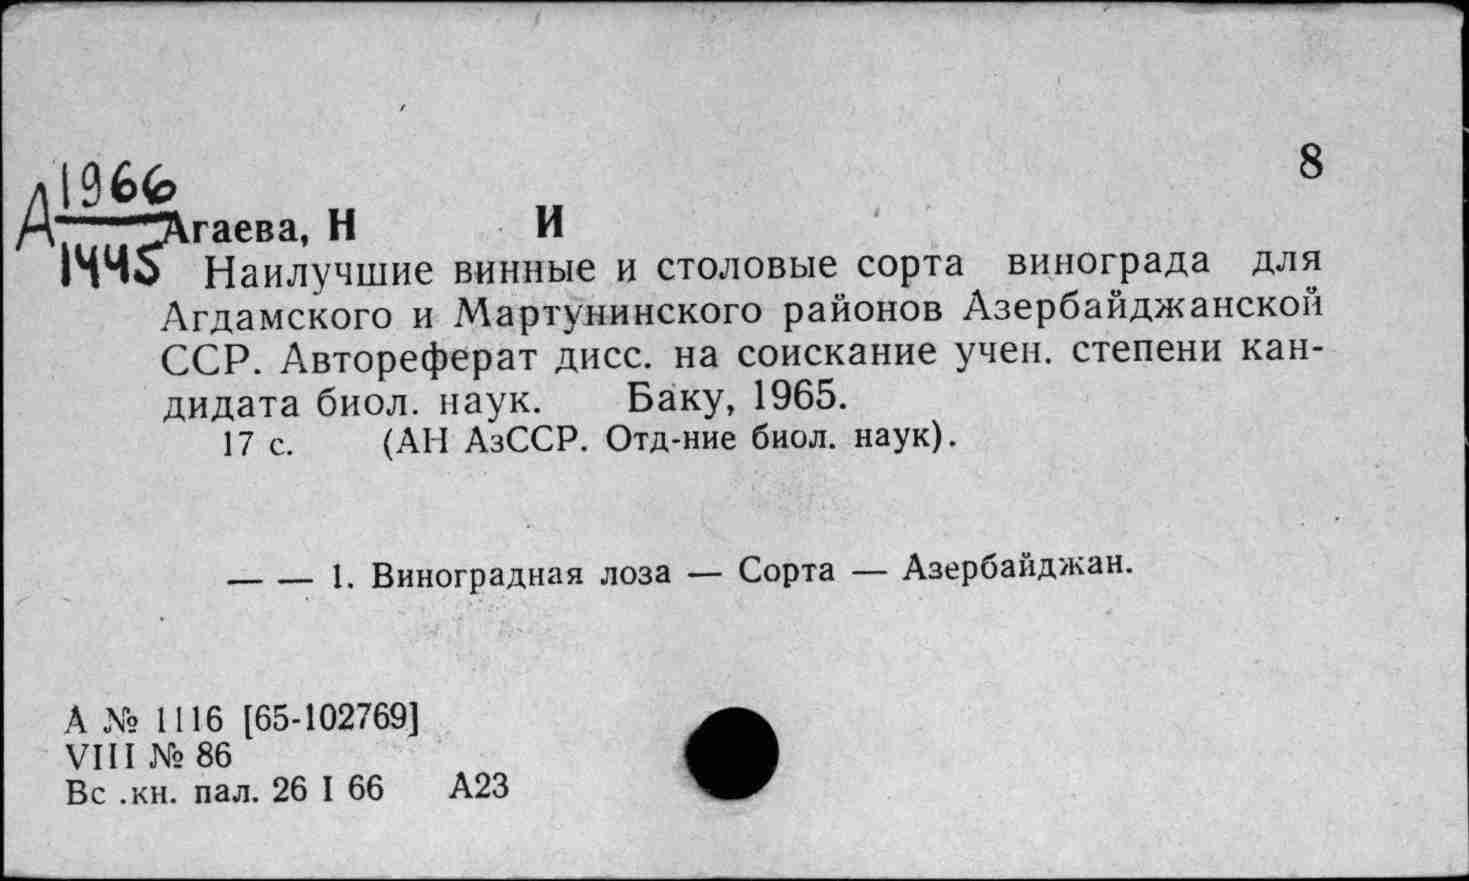 8
Д 1966
1445
Агаева, Н И
Наилучшие винные и столовые сорта винограда для
Агдамского и Мартунинского районов Азербайджанской
ССР. Автореферат дисс. на соискание учен. степени кан-
дидата биол. наук. Баку, 1965.
17 с. (АН АзССР. Отд-ние биол. наук).
— — 1. Виноградная лоза — Сорта — Азербайджан.
А № 1116 [65-102769]
VIII № 86
Вс .кн. пал. 26 I 66 А23